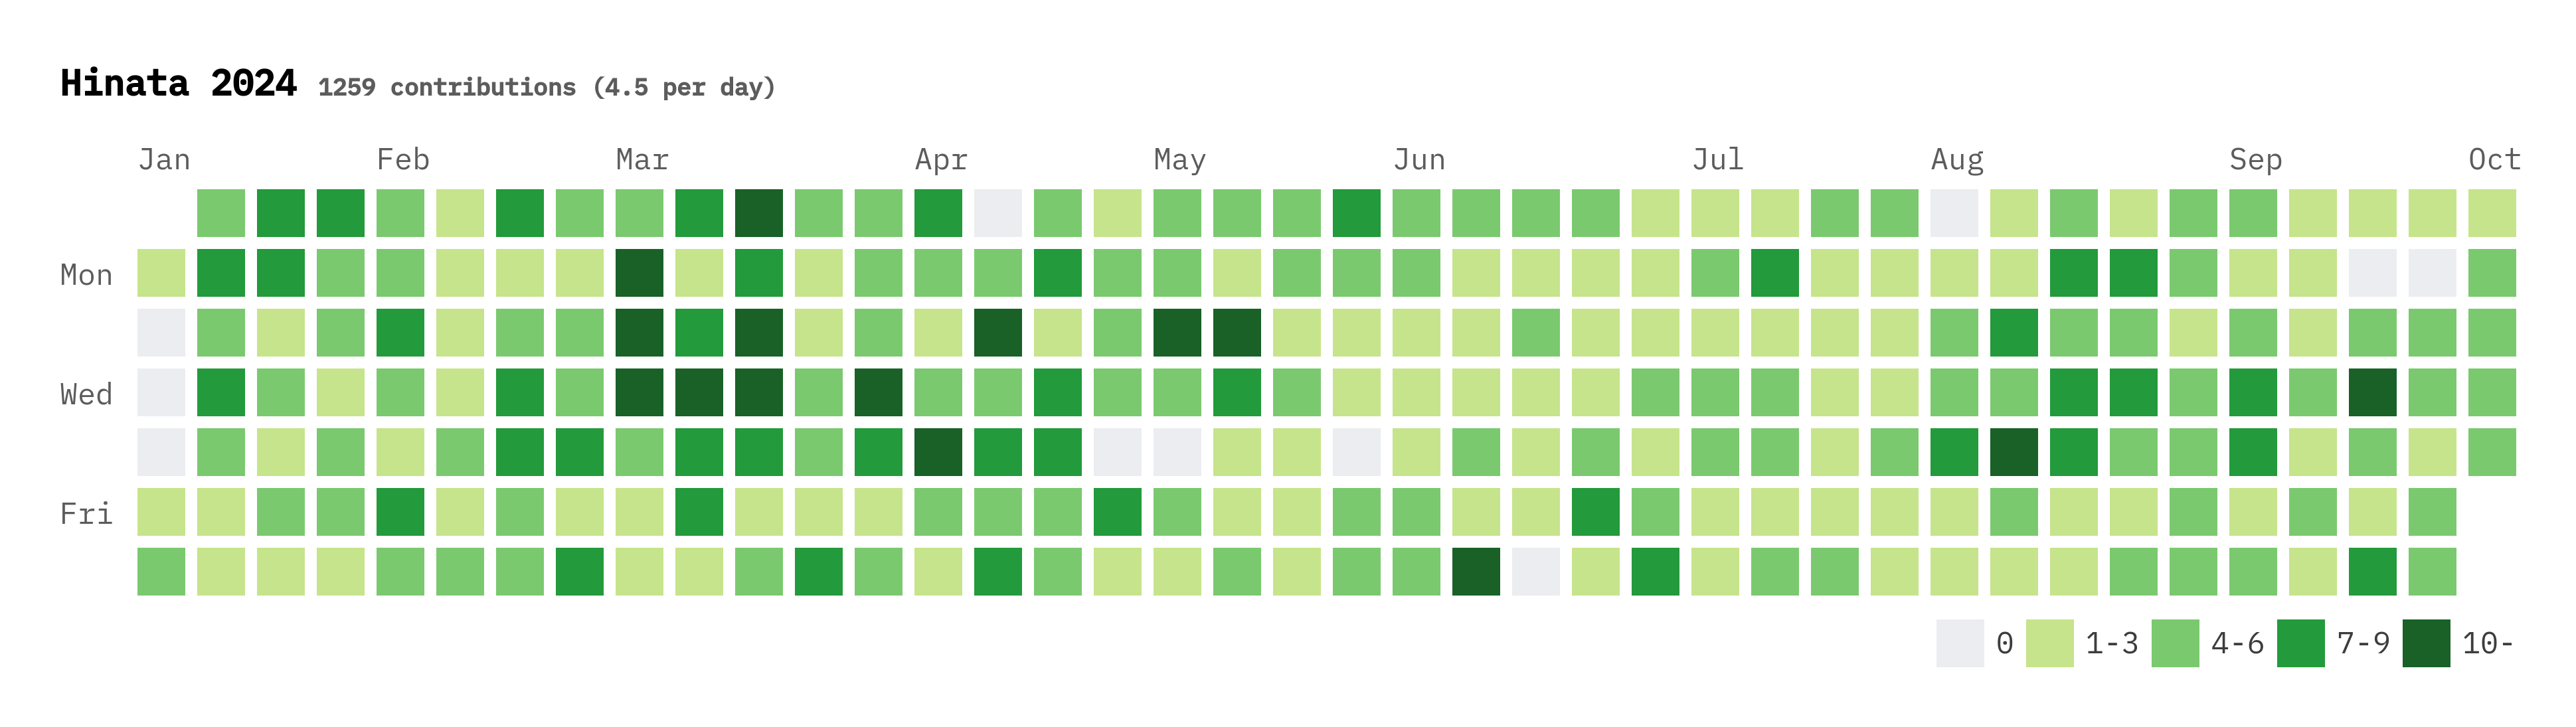 Hinata 2024 1259 contributions (4.5 per day)
Jan Feb Mar Apr May Jun Jul Aug Sep Oct
Mon
Wed
Fri
0 1-3 4-6 7-9 10-